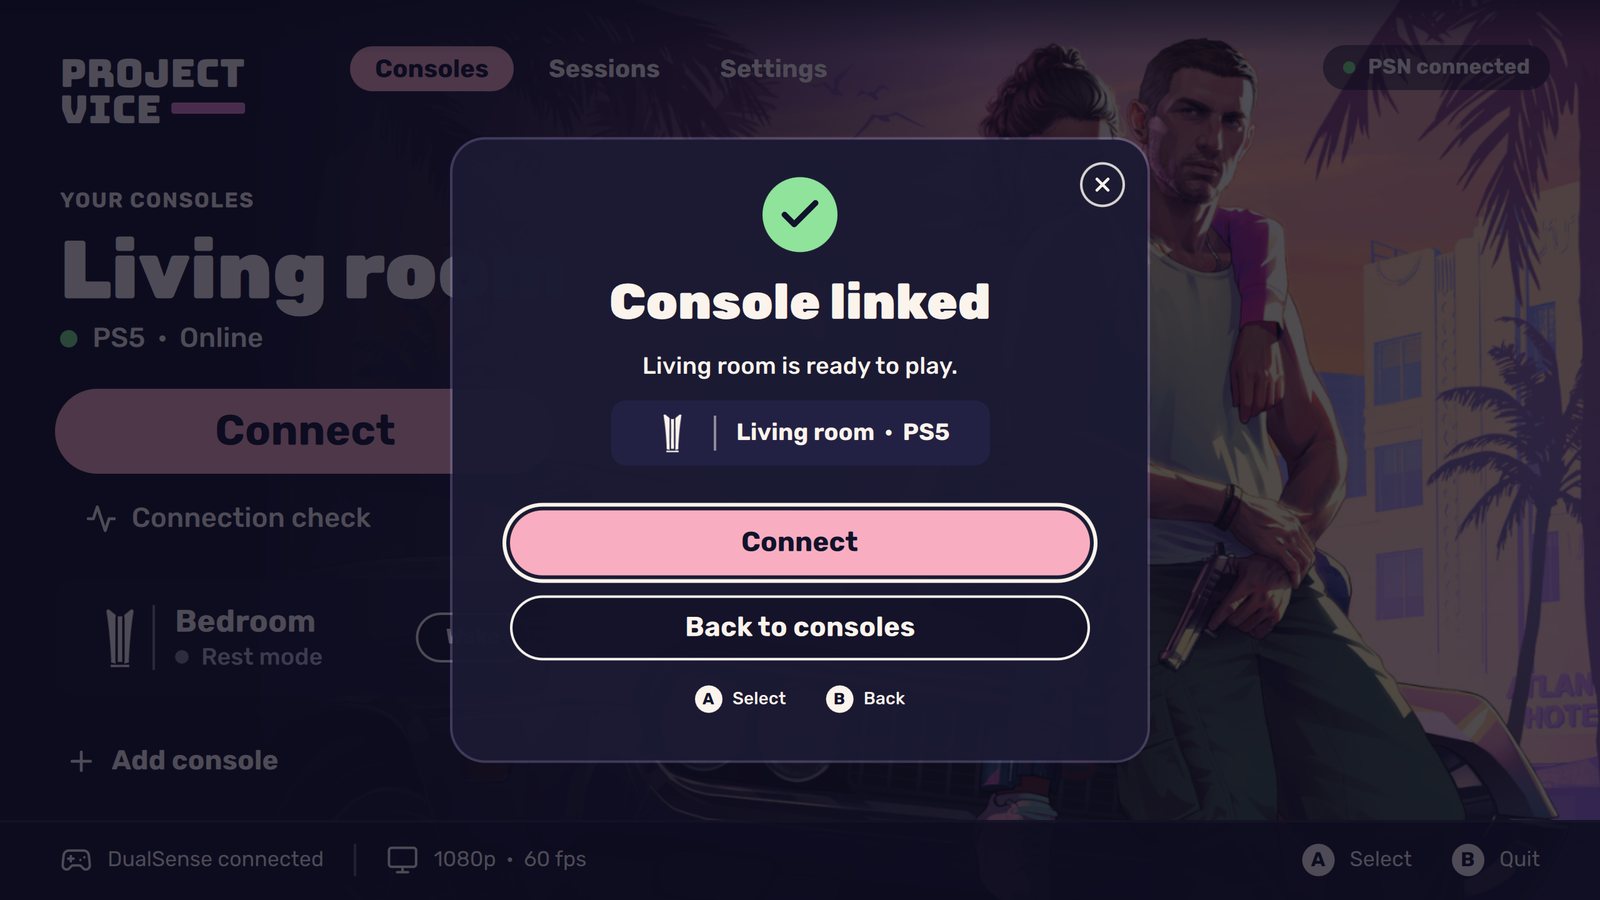 PROJECT
VICE
Consoles
Sessions
Settings
PSN connected
YOUR CONSOLES
Living roo
PS5 • Online
Connect
Connection check
Bedroom
Rest mode
Add console
Console linked
Living room is ready to play.
Living room • PS5
Connect
Back to consoles
A Select
B Back
DualSense connected
1080p • 60 fps
A Select
B Quit
HOTE